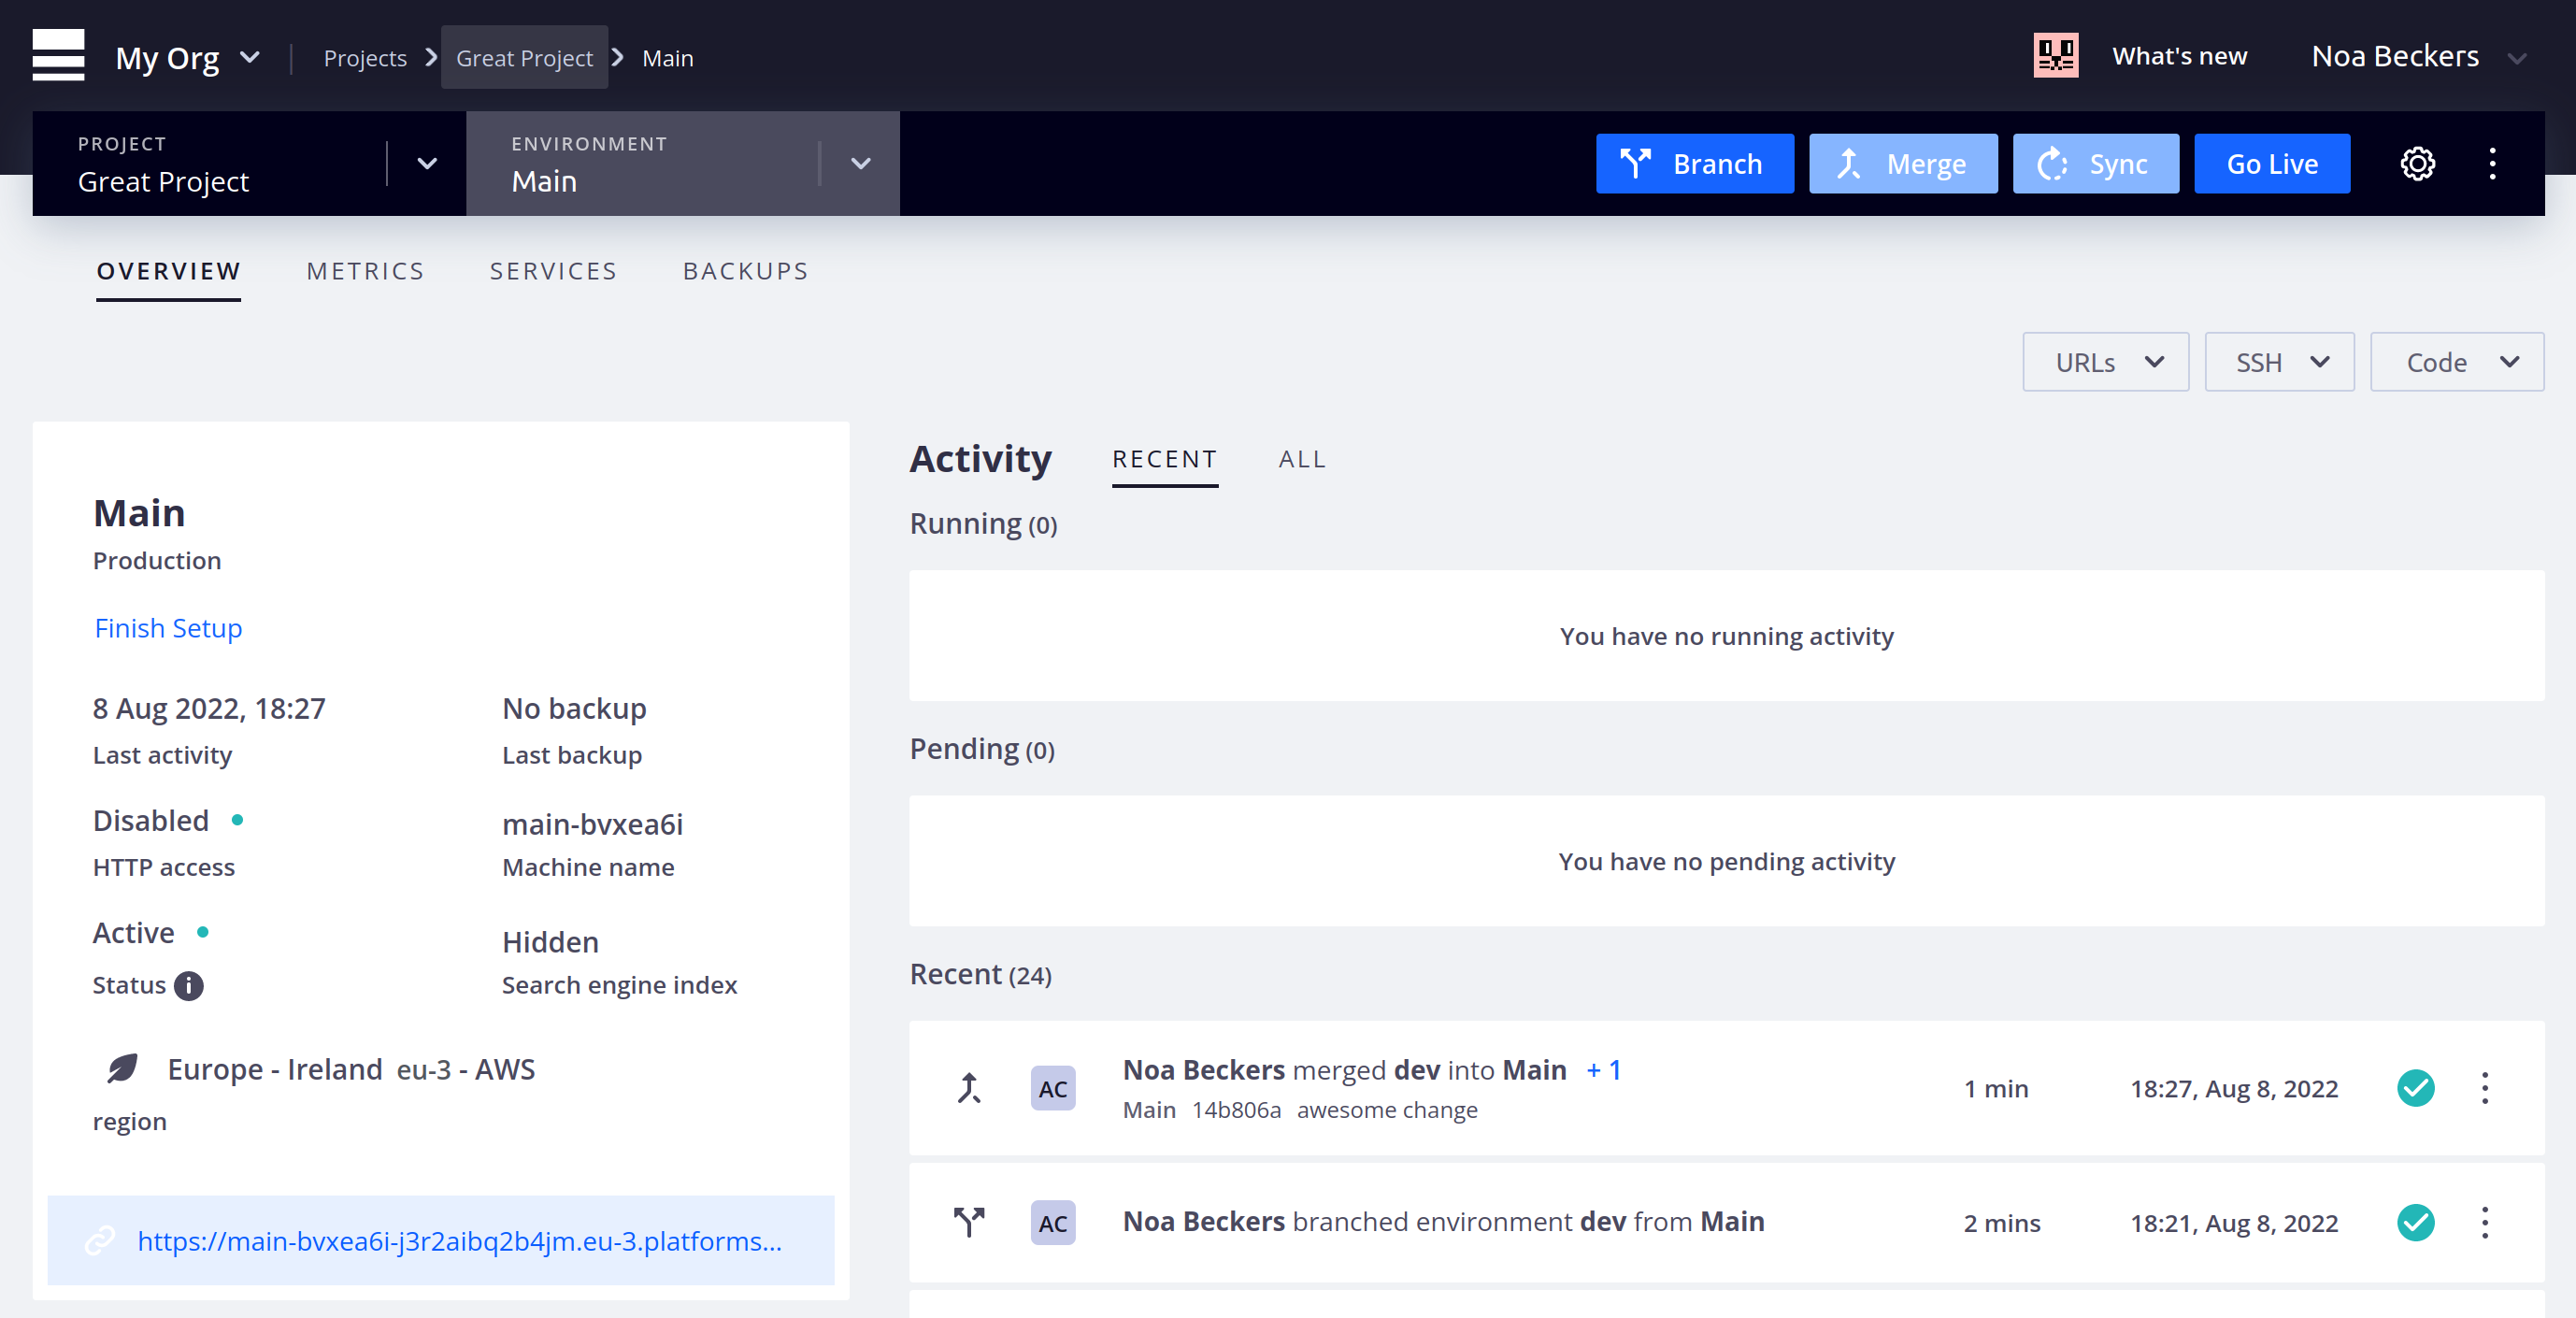 My Org Projects Great Project Main What's new Noa Beckers
PROJECT ENVIRONMENT
Great Project Main Branch Merge Sync Go Live
OVERVIEW METRICS SERVICES BACKUPS
URLs SSH Code
Main
Production
Finish Setup
8 Aug 2022, 18:27 No backup
Last activity Last backup
Disabled main-bvxea6i
HTTP access Machine name
Active Hidden
Status Search engine index
Europe - Ireland eu-3 - AWS
region
https://main-bvxea6i-j3r2aibq2b4jm.eu-3.platforms...
Activity RECENT ALL
Running (0)
You have no running activity
Pending (0)
You have no pending activity
Recent (24)
AC Noa Beckers merged dev into Main + 1 1 min 18:27, Aug 8, 2022
Main 14b806a awesome change
AC Noa Beckers branched environment dev from Main 2 mins 18:21, Aug 8, 2022